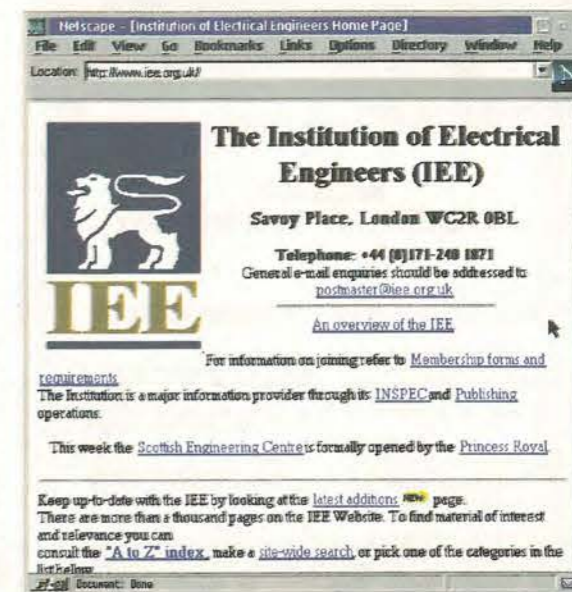 Netscape - [Institution of Electrical Engineers Home Page]
File Edit View Go Bookmarks Links Options Directory Window Help
Location: http://www.iee.org.uk/
The Institution of Electrical
Engineers (IEE)
Savoy Place, London WC2R 0BL
Telephone: +44 (0)171-240 1871
General e-mail enquiries should be addressed to
postmaster@iee.org.uk
IEE
An overview of the IEE
For information on joining refer to Membership forms and
requirements
The Institution is a major information provider through its INSPEC and Publishing
operations.
This week the Scottish Engineering Centre is formally opened by the Princess Royal.
Keep up-to-date with the IEE by looking at the latest additions NEW page.
There are more than a thousand pages on the IEE Website. To find material of interest
and relevance you can
consult the "A to Z" index, make a site-wide search, or pick one of the categories in the
list below
Document: Done